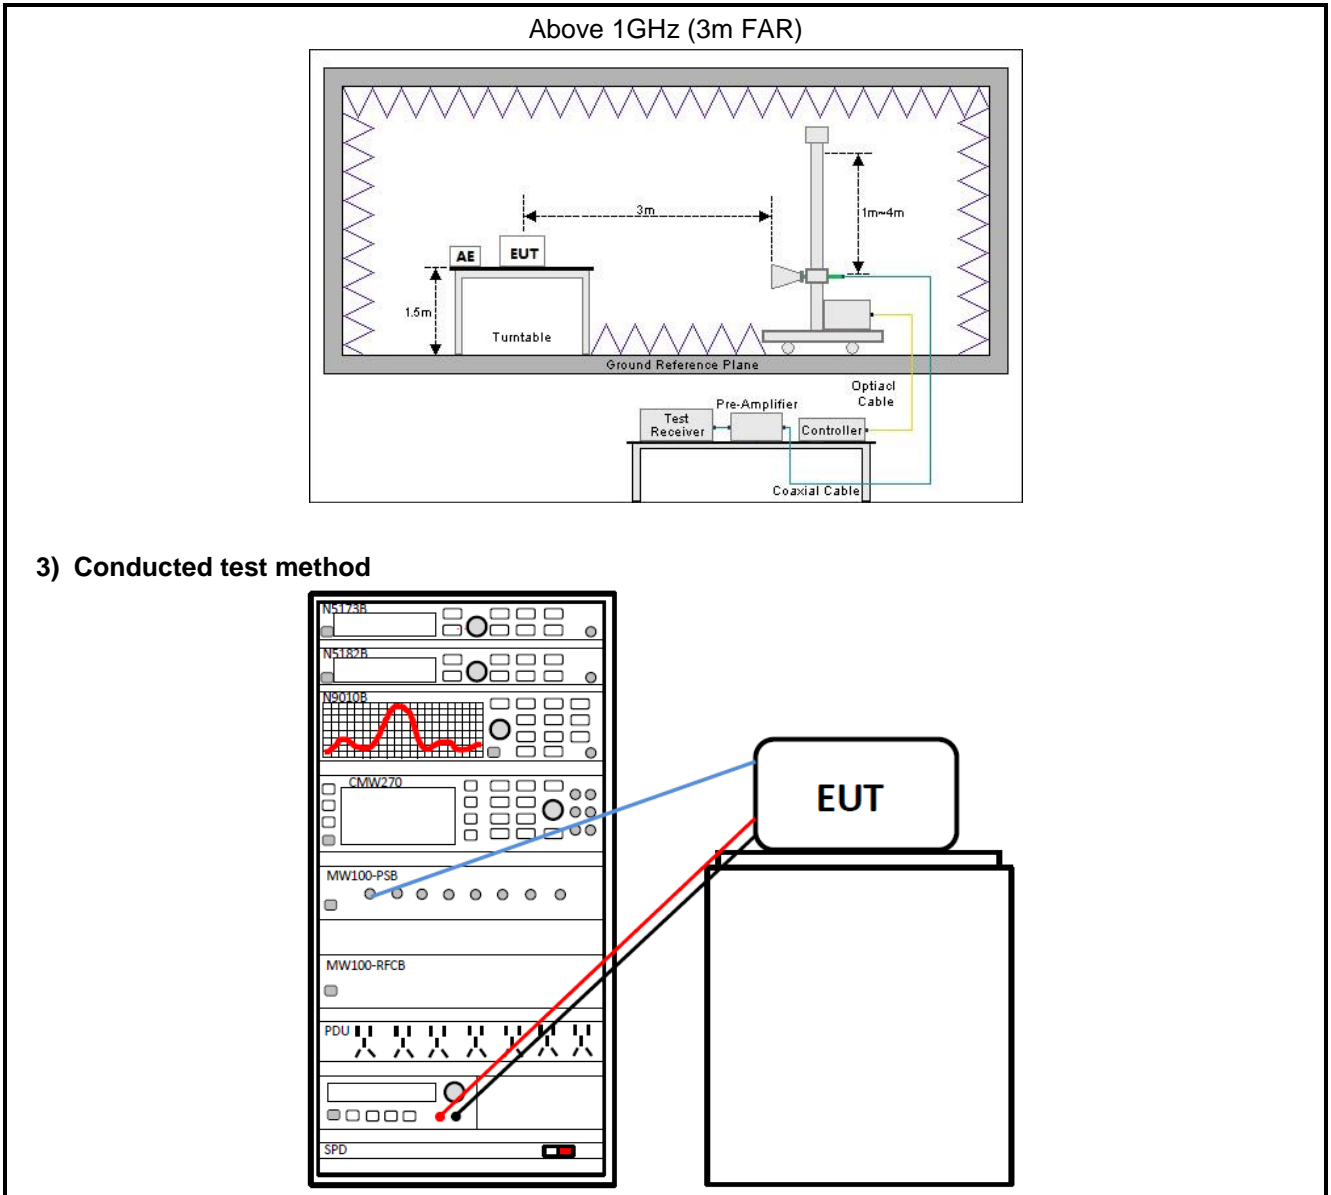 Above 1GHz (3m FAR)
3m
1m~4m
AE
EUT
1.5m
Turntable
Ground Reference Plane
Optiacl
Cable
Pre-Amplifier
Test
Receiver
Controller
Coaxial Cable
3) Conducted test method
N5173B
N5182B
N9010B
CMW270
EUT
MW100-PSB
MW100-RFCB
PDU
SPD